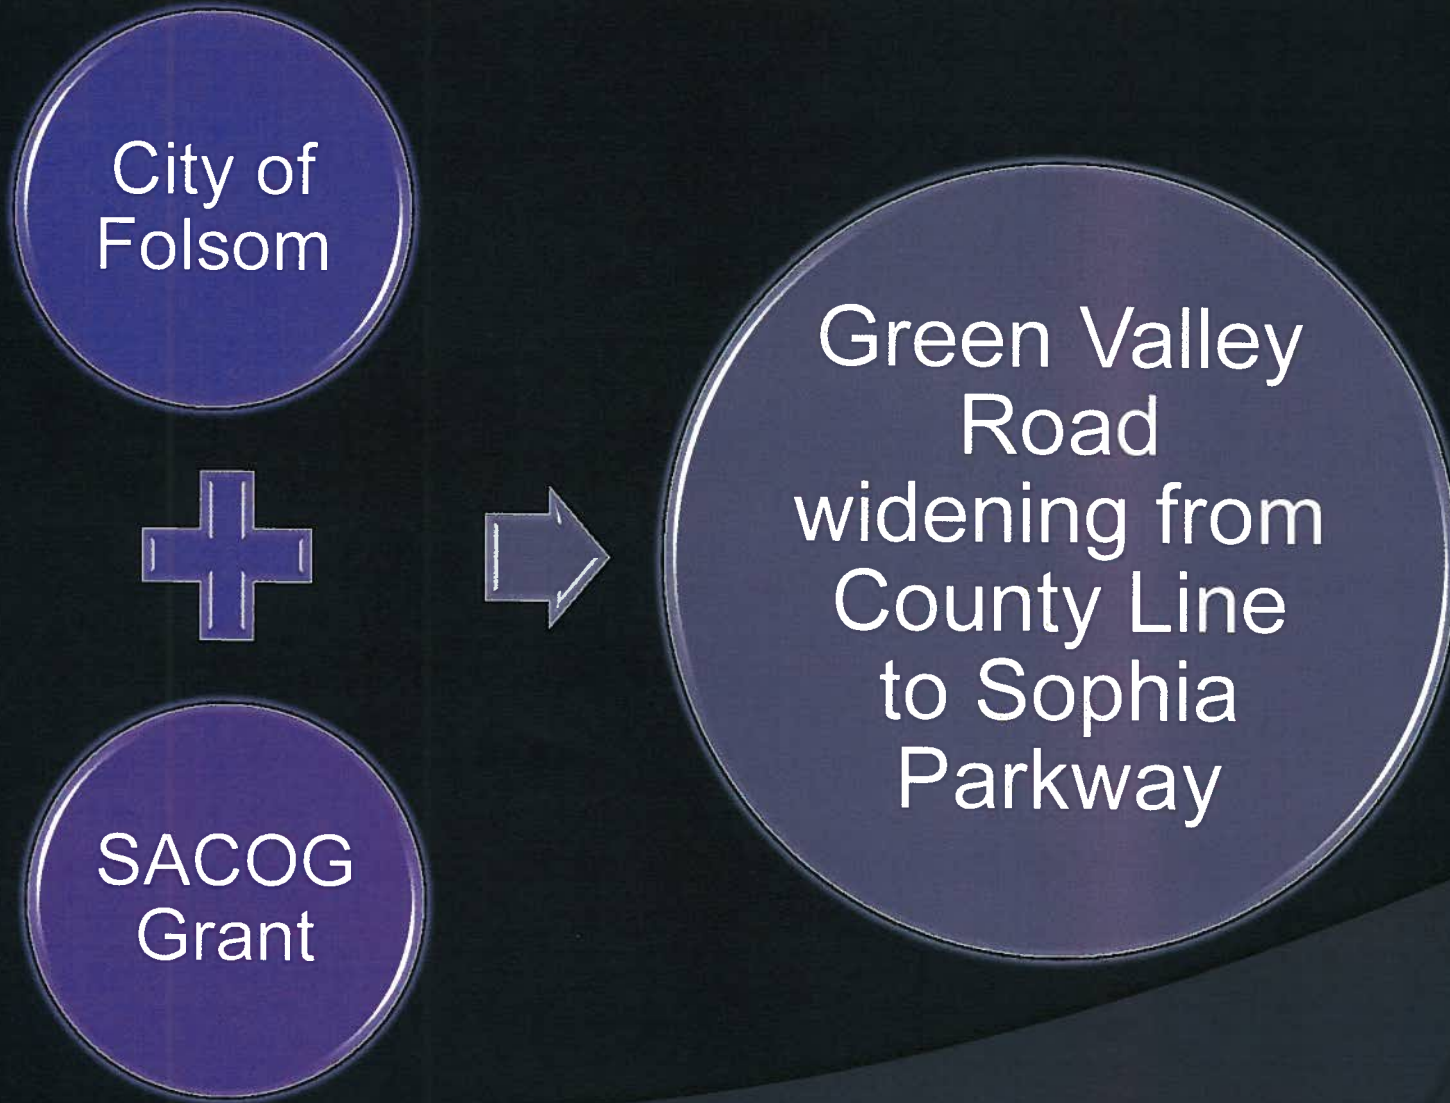 City of
Folsom
SACOG
Grant
Green Valley
Road
widening from
County Line
to Sophia
Parkway